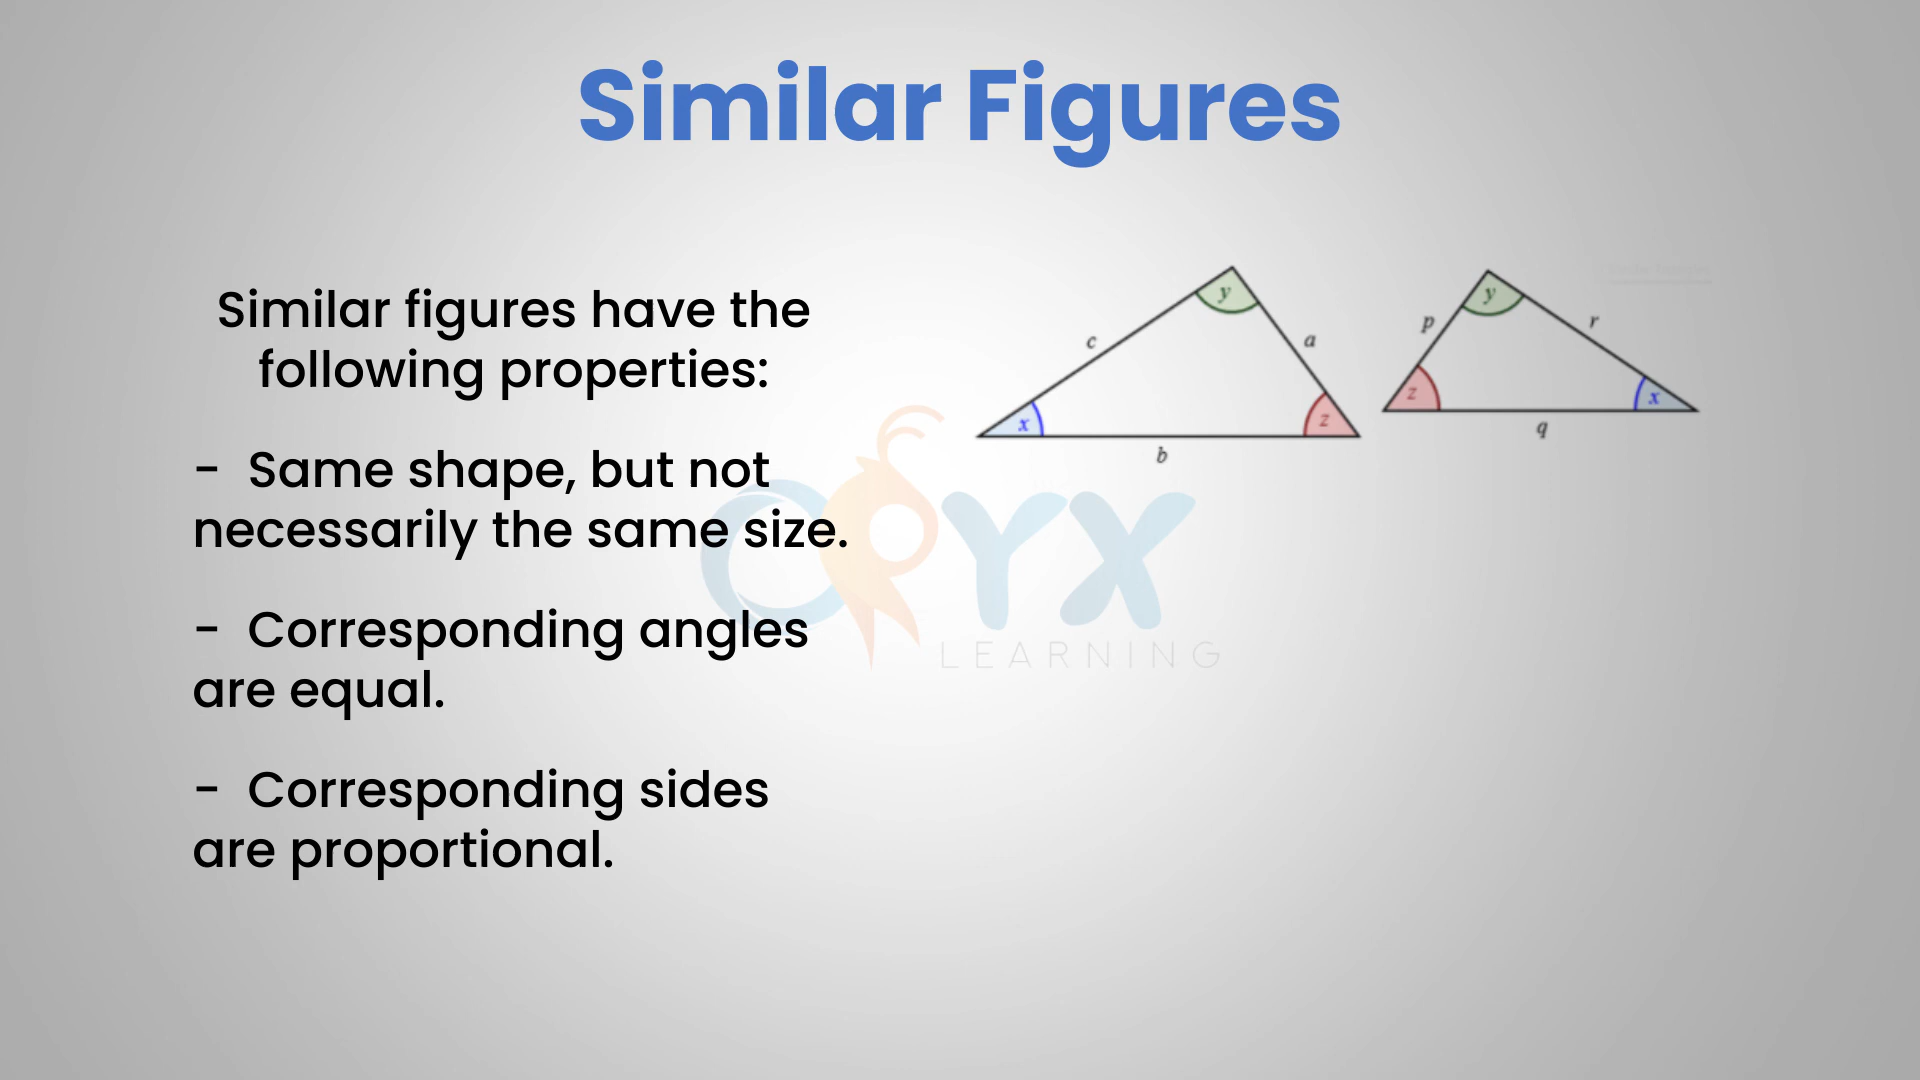 Similar Figures
Similar figures have the
following properties:
- Same shape, but not
necessarily the same size.
- Corresponding angles
are equal.
- Corresponding sides
are proportional.
y
c
a
x
z
b
y
p
r
z
x
q
ORYX
LEARNING